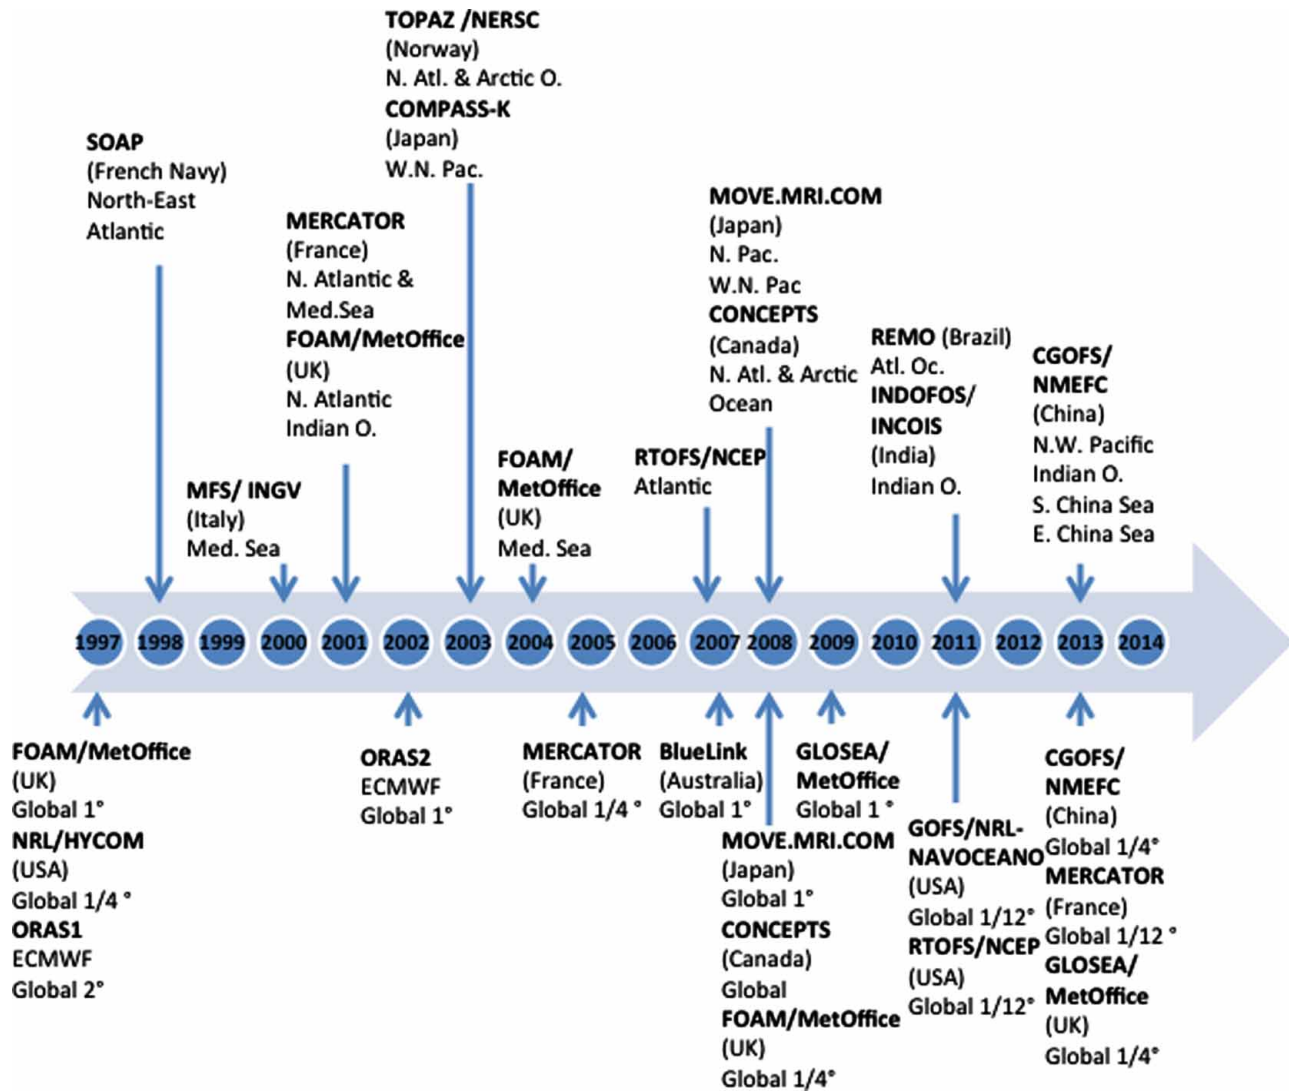 TOPAZ /NERSC
(Norway)
N. Atl. & Arctic O.
COMPASS-K
(Japan)
W.N. Pac.
SOAP
(French Navy)
North-East
Atlantic
MERCATOR
(France)
N. Atlantic &
Med.Sea
FOAM/MetOffice
(UK)
N. Atlantic
Indian O.
MFS/ INGV
(Italy)
Med. Sea
FOAM/
MetOffice
(UK)
Med. Sea
RTOFS/NCEP
Atlantic
MOVE.MRI.COM
(Japan)
N. Pac.
W.N. Pac
CONCEPTS
(Canada)
N. Atl. & Arctic
Ocean
REMO (Brazil)
Atl. Oc.
INDOFOS/
INCOIS
(India)
Indian O.
CGOFS/
NMEFC
(China)
N.W. Pacific
Indian O.
S. China Sea
E. China Sea
1997 1998 1999 2000 2001 2002 2003 2004 2005 2006 2007 2008 2009 2010 2011 2012 2013 2014
FOAM/MetOffice
(UK)
Global 1°
NRL/HYCOM
(USA)
Global 1/4 °
ORAS1
ECMWF
Global 2°
ORAS2
ECMWF
Global 1°
MERCATOR
(France)
Global 1/4 °
BlueLink
(Australia)
Global 1°
MOVE.MRI.COM
(Japan)
Global 1°
CONCEPTS
(Canada)
Global
FOAM/MetOffice
(UK)
Global 1/4°
GLOSEA/
MetOffice
Global 1 °
GOFS/NRL-
NAVOCEANO
(USA)
Global 1/12°
RTOFS/NCEP
(USA)
Global 1/12°
CGOFS/
NMEFC
(China)
Global 1/4°
MERCATOR
(France)
Global 1/12 °
GLOSEA/
MetOffice
(UK)
Global 1/4°